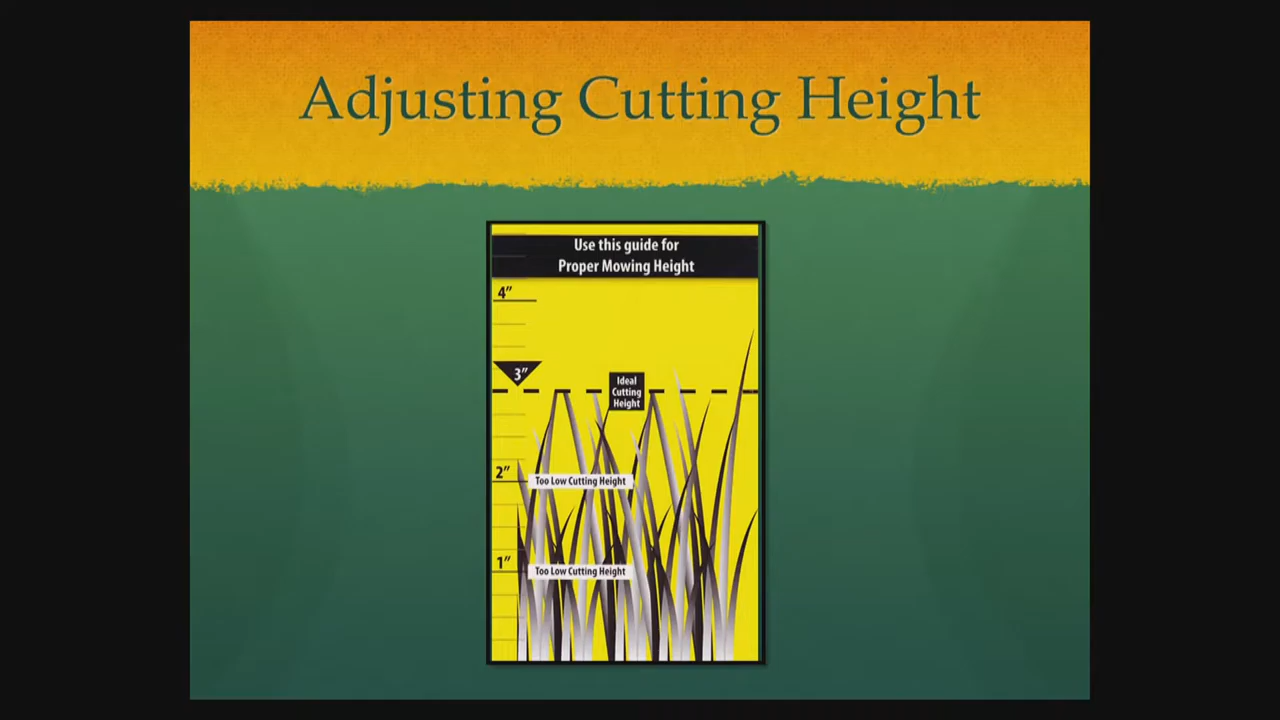 Adjusting Cutting Height
Use this guide for
Proper Mowing Height
4”
3”
Ideal
Cutting
Height
2”
Too Low Cutting Height
1”
Too Low Cutting Height